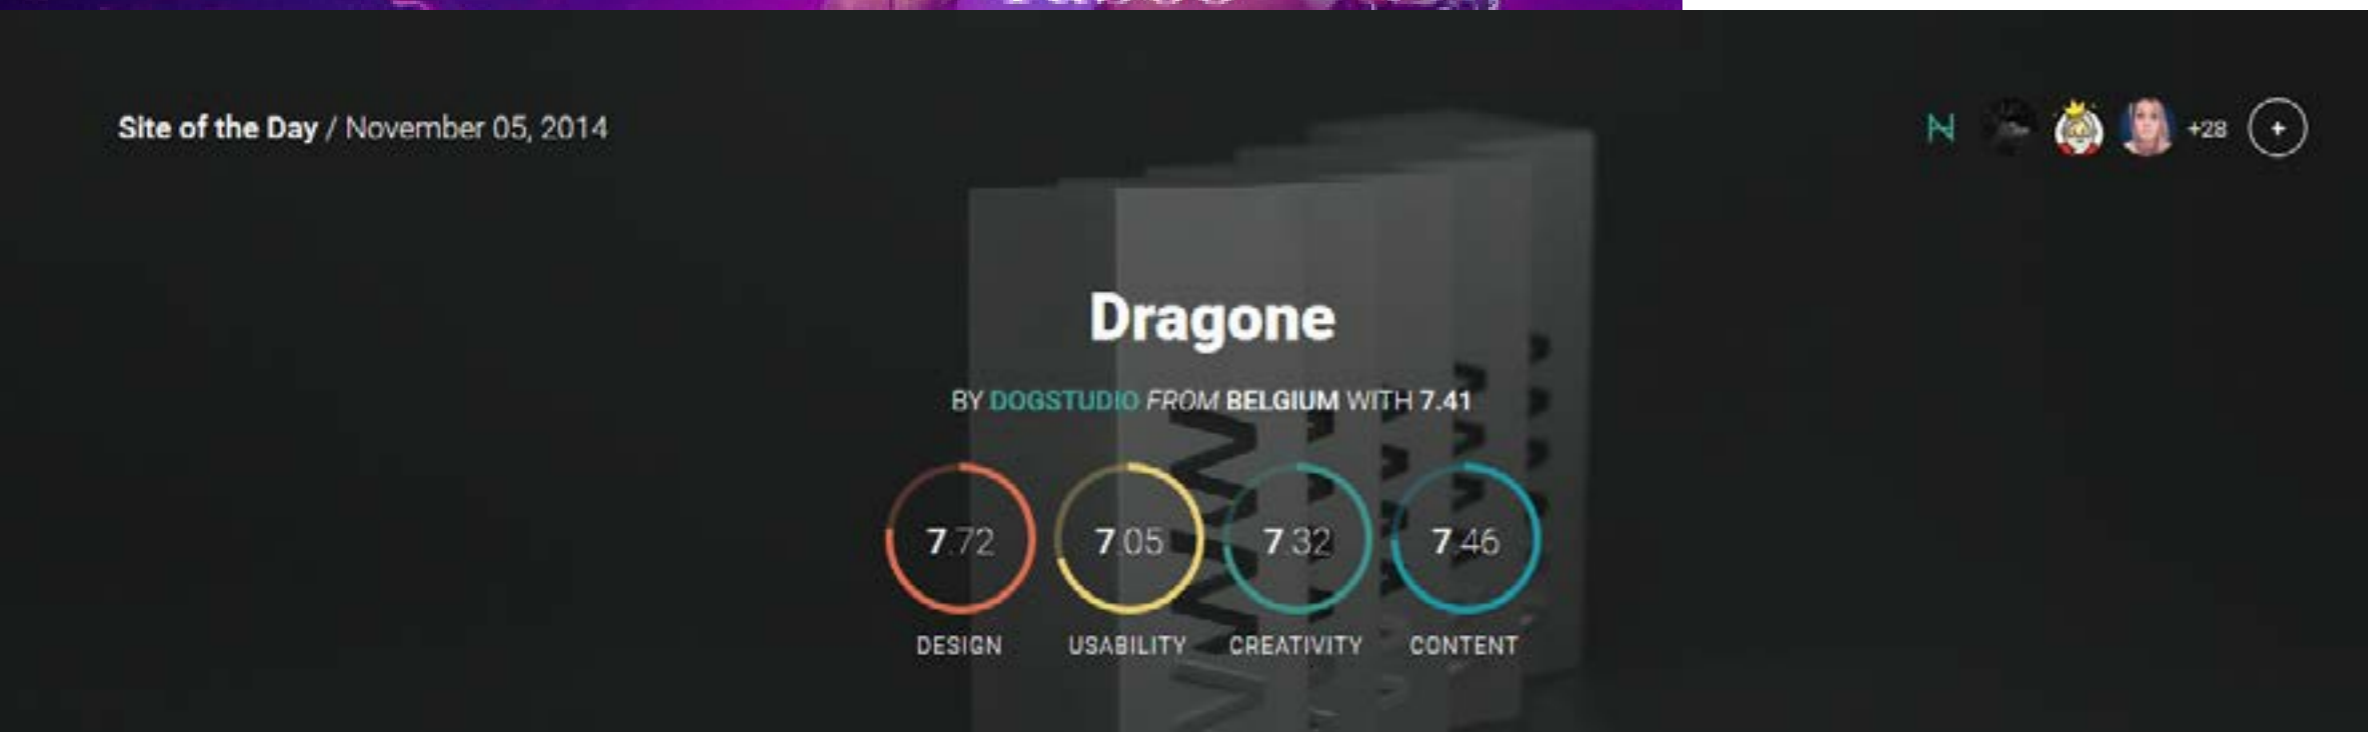 Site of the Day / November 05, 2014
+28
+
Dragone
BY DOGSTUDIO FROM BELGIUM WITH 7.41
7.72 7.05 7.32 7.46
DESIGN USABILITY CREATIVITY CONTENT